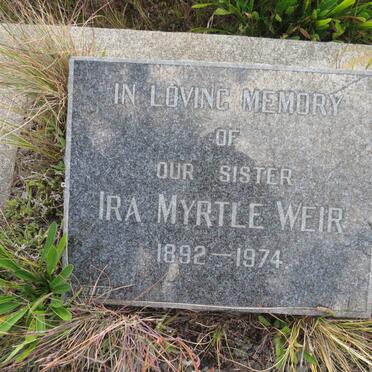 IN LOVING MEMORY
OF
OUR SISTER
IRA MYRTLE WEIR
1892—1974.